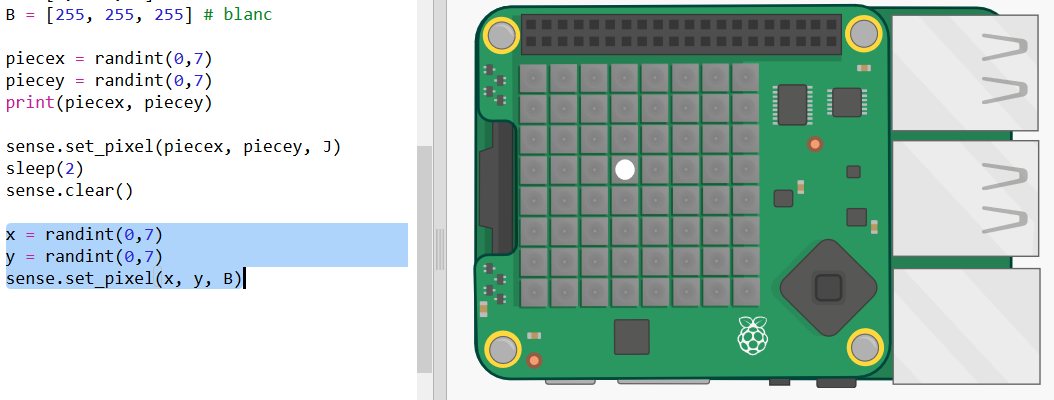 B = [255, 255, 255] # blanc
piecex = randint(0,7)
piecey = randint(0,7)
print(piecex, piecey)
sense.set_pixel(piecex, piecey, J)
sleep(2)
sense.clear()
x = randint(0,7)
y = randint(0,7)
sense.set_pixel(x, y, B)